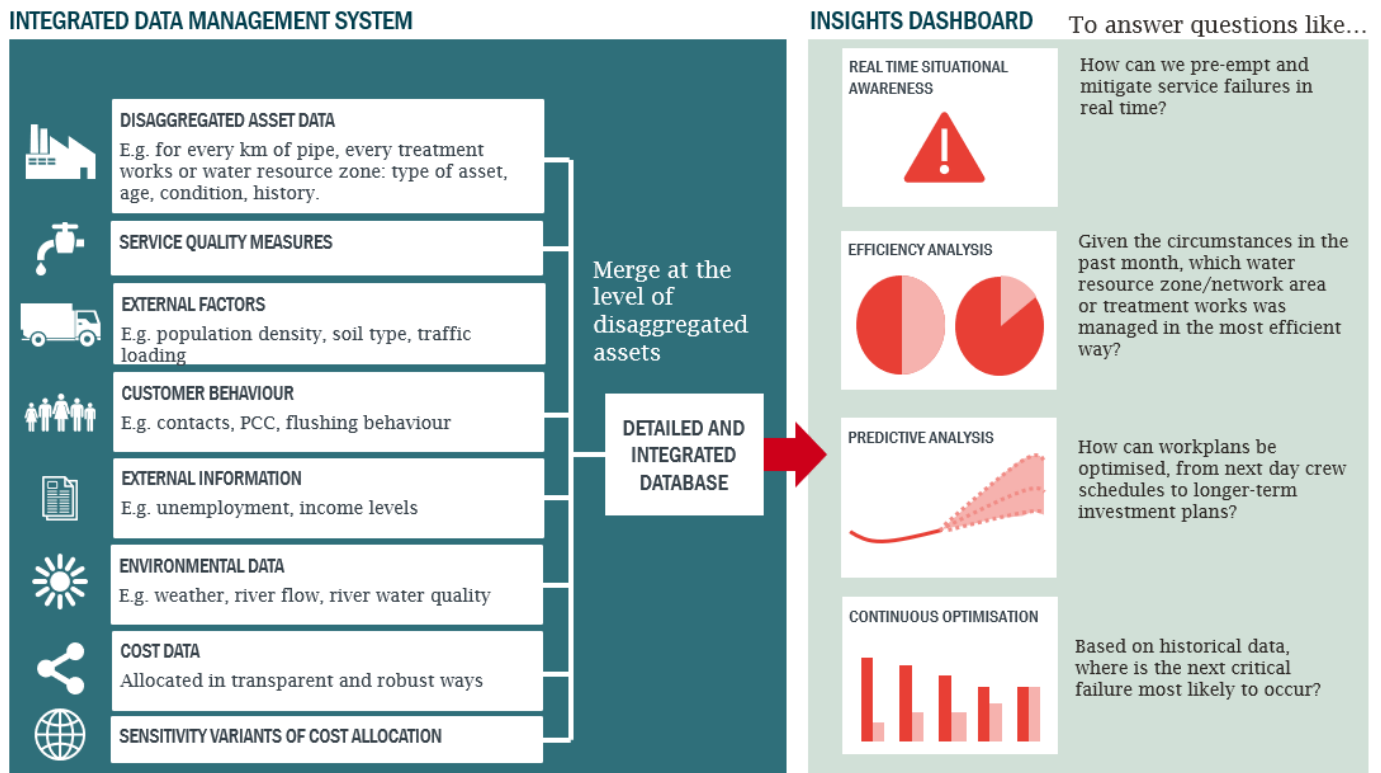 INTEGRATED DATA MANAGEMENT SYSTEM
DISAGGREGATED ASSET DATA
E.g. for every km of pipe, every treatment
works or water resource zone: type of asset,
age, condition, history.
SERVICE QUALITY MEASURES
EXTERNAL FACTORS
E.g. population density, soil type, traffic
loading
CUSTOMER BEHAVIOUR
E.g. contacts, PCC, flushing behaviour
EXTERNAL INFORMATION
E.g. unemployment, income levels
ENVIRONMENTAL DATA
E.g. weather, river flow, river water quality
COST DATA
Allocated in transparent and robust ways
SENSITIVITY VARIANTS OF COST ALLOCATION
Merge at the
level of
disaggregated
assets
DETAILED AND
INTEGRATED
DATABASE
INSIGHTS DASHBOARD
To answer questions like...
REAL TIME SITUATIONAL
AWARENESS
How can we pre-empt and
mitigate service failures in
real time?
EFFICIENCY ANALYSIS
Given the circumstances in the
past month, which water
resource zone/network area
or treatment works was
managed in the most efficient
way?
PREDICTIVE ANALYSIS
How can workplans be
optimised, from next day crew
schedules to longer-term
investment plans?
CONTINUOUS OPTIMISATION
Based on historical data,
where is the next critical
failure most likely to occur?